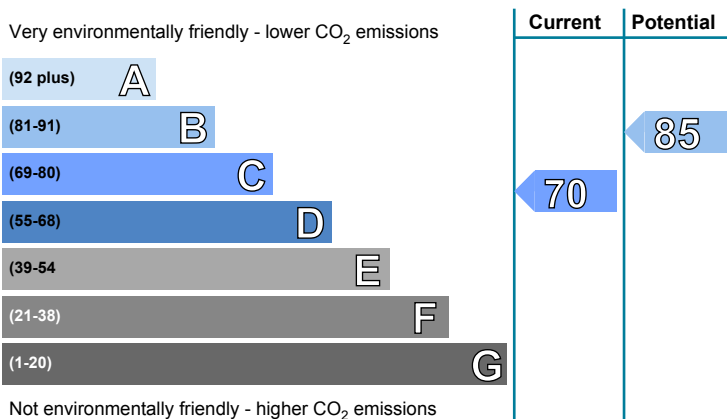 Current Potential
Very environmentally friendly - lower CO2 emissions
(92 plus) A
(81-91) B
85
(69-80) C
70
(55-68) D
(39-54 E
(21-38) F
(1-20) G
Not environmentally friendly - higher CO2 emissions